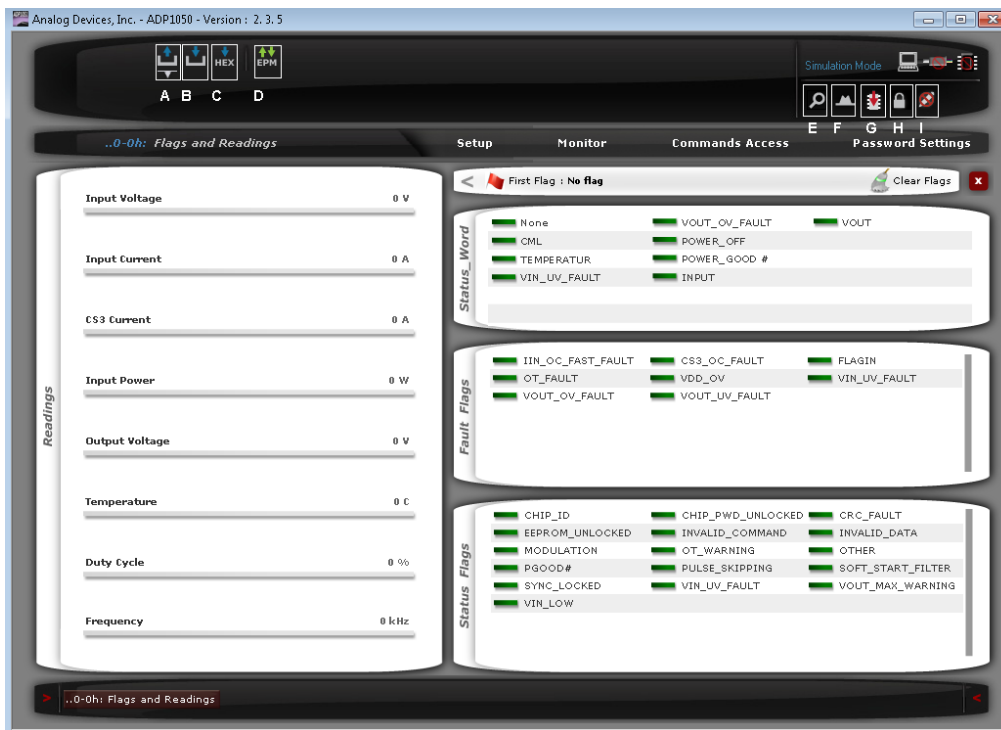 Analog Devices, Inc. - ADP1050 - Version : 2. 3. 5
HEX EPM
A B C D
Simulation Mode
E F G H I
..0-0h: Flags and Readings
Setup Monitor Commands Access Password Settings
< First Flag : No flag Clear Flags x
Readings
Input Voltage 0 V
Input Current 0 A
CS3 Current 0 A
Input Power 0 W
Output Voltage 0 V
Temperature 0 C
Duty Cycle 0 %
Frequency 0 kHz
Status_Word
None VOUT_OV_FAULT VOUT
CML POWER_OFF
TEMPERATUR POWER_GOOD #
VIN_UV_FAULT INPUT
Fault Flags
IIN_OC_FAST_FAULT CS3_OC_FAULT FLAGIN
OT_FAULT VDD_OV VIN_UV_FAULT
VOUT_OV_FAULT VOUT_UV_FAULT
Status Flags
CHIP_ID CHIP_PWD_UNLOCKED CRC_FAULT
EEPROM_UNLOCKED INVALID_COMMAND INVALID_DATA
MODULATION OT_WARNING OTHER
PGOOD# PULSE_SKIPPING SOFT_START_FILTER
SYNC_LOCKED VIN_UV_FAULT VOUT_MAX_WARNING
VIN_LOW
> ..0-0h: Flags and Readings <